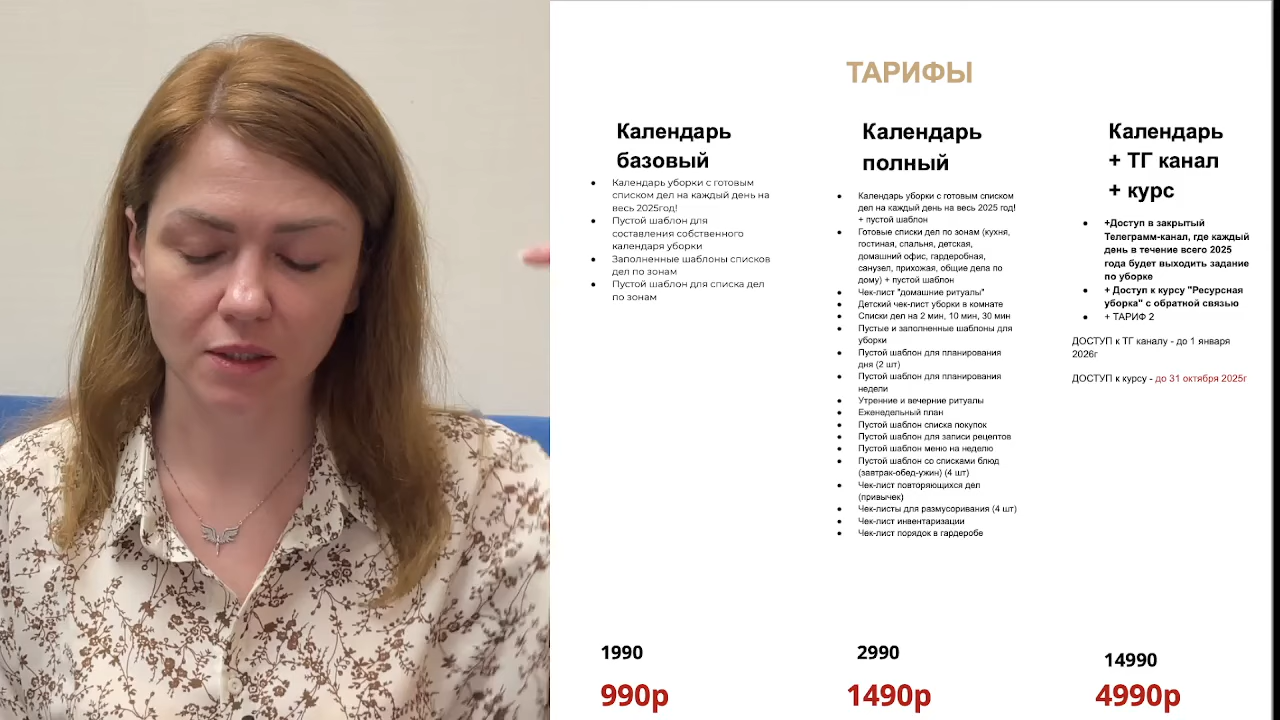 ТАРИФЫ
Календарь
базовый
Календарь уборки с готовым
списком дел на каждый день на
весь 2025год!
Пустой шаблон для
составления собственного
календаря уборки
Заполненные шаблоны списков
дел по зонам
Пустой шаблон для списка дел
по зонам
1990
990р
Календарь
полный
Календарь уборки с готовым списком
дел на каждый день на весь 2025 год!
+ пустой шаблон
Готовые списки дел по зонам (кухня,
гостиная, спальня, детская,
домашний офис, гардеробная,
санузел, прихожая, общие дела по
дому) + пустой шаблон
Чек-лист "домашние ритуалы"
Детский чек-лист уборки в комнате
Списки дел на 2 мин, 10 мин, 30 мин
Пустые и заполненные шаблоны для
уборки
Пустой шаблон для планирования
дня (2 шт)
Пустой шаблон для планирования
недели
Утренние и вечерние ритуалы
Еженедельный план
Пустой шаблон списка покупок
Пустой шаблон для записи рецептов
Пустой шаблон меню на неделю
Пустой шаблон со списками блюд
(завтрак-обед-ужин) (4 шт)
Чек-лист повторяющихся дел
(привычек)
Чек-листы для размусоривания (4 шт)
Чек-лист инвентаризации
Чек-лист порядок в гардеробе
2990
1490р
Календарь
+ ТГ канал
+ курс
+Доступ в закрытый
Телеграмм-канал, где каждый
день в течение всего 2025
года будет выходить задание
по уборке
+ Доступ к курсу "Ресурсная
уборка" с обратной связью
+ ТАРИФ 2
ДОСТУП к ТГ каналу - до 1 января
2026г
ДОСТУП к курсу - до 31 октября 2025г
14990
4990р